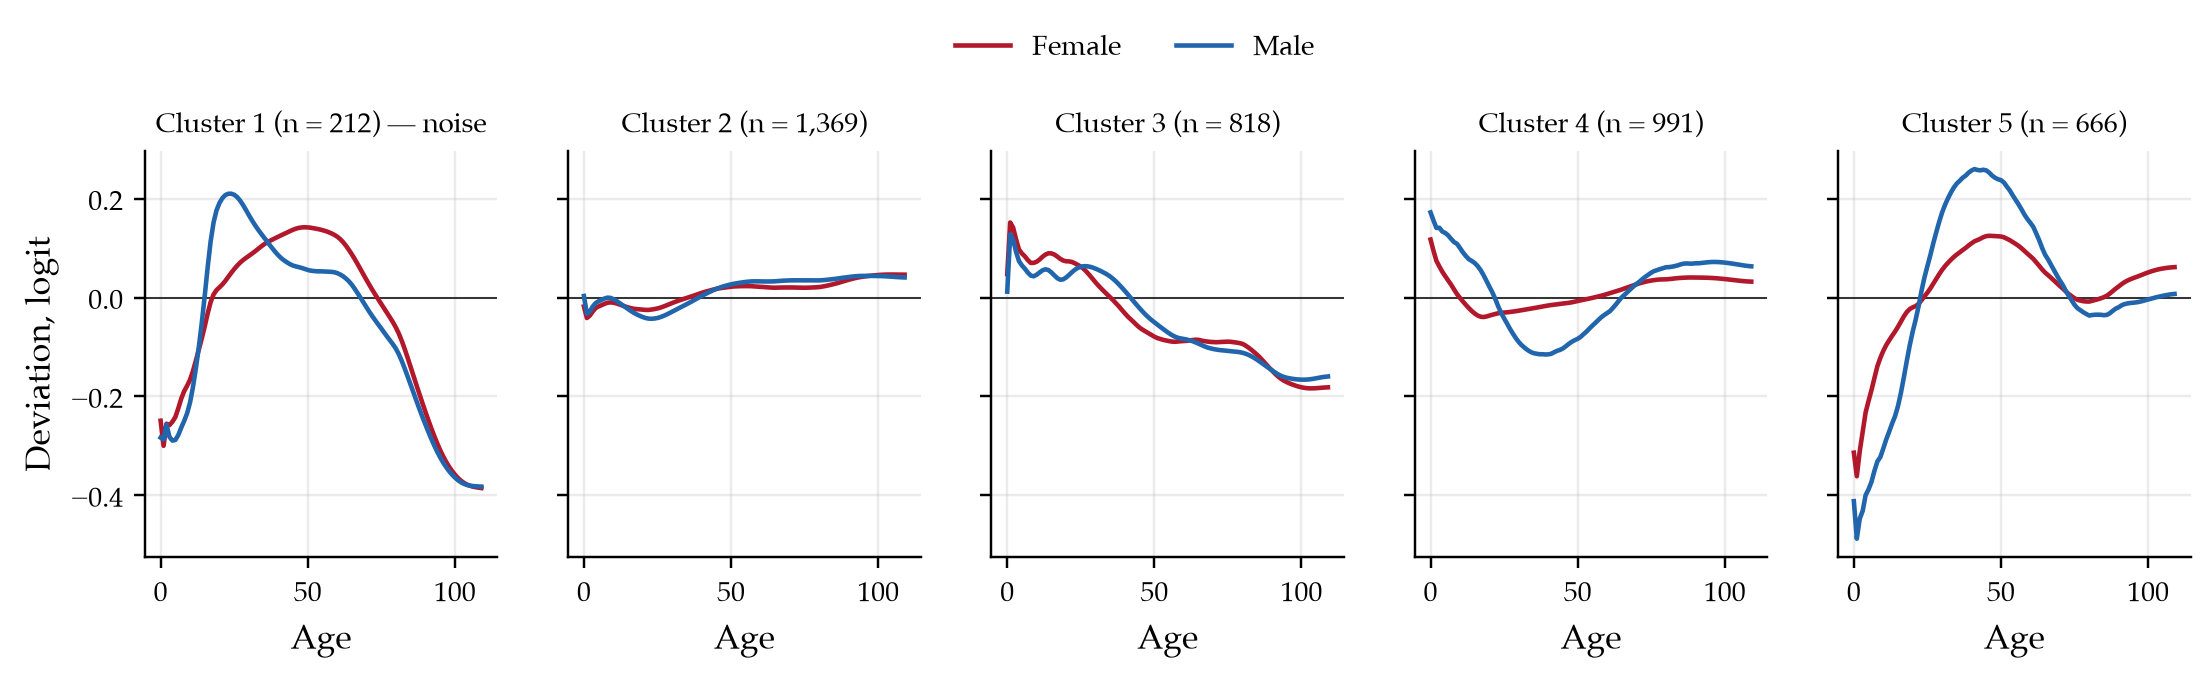 Female Male
Cluster 1 (n = 212) — noise
Cluster 2 (n = 1,369)
Cluster 3 (n = 818)
Cluster 4 (n = 991)
Cluster 5 (n = 666)
Deviation, logit
0.2
0.0
−0.2
−0.4
0 50 100
0 50 100
0 50 100
0 50 100
0 50 100
Age
Age
Age
Age
Age